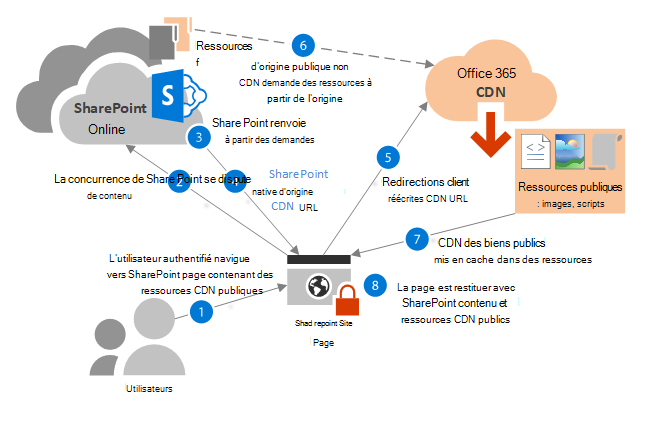 Ressources
f
6
d'origine publique non
CDN demande des ressources à
partir de l'origine
Office 365
CDN
SharePoint
Online
S
3
Share Point renvoie
à partir des demandes
5
Redirections client
réécrites CDN URL
Ressources publiques
: images, scripts
La concurrence de Share Point se dispute
de contenu
2
4
SharePoint
native d'origine
CDN URL
7
CDN des biens publics
mis en cache dans des ressources
L'utilisateur authentifié navigue
vers SharePoint page contenant des
ressources CDN publiques
1
8
La page est restituer avec
SharePoint contenu et
ressources CDN publics
Shad repoint Site
Page
Utilisateurs